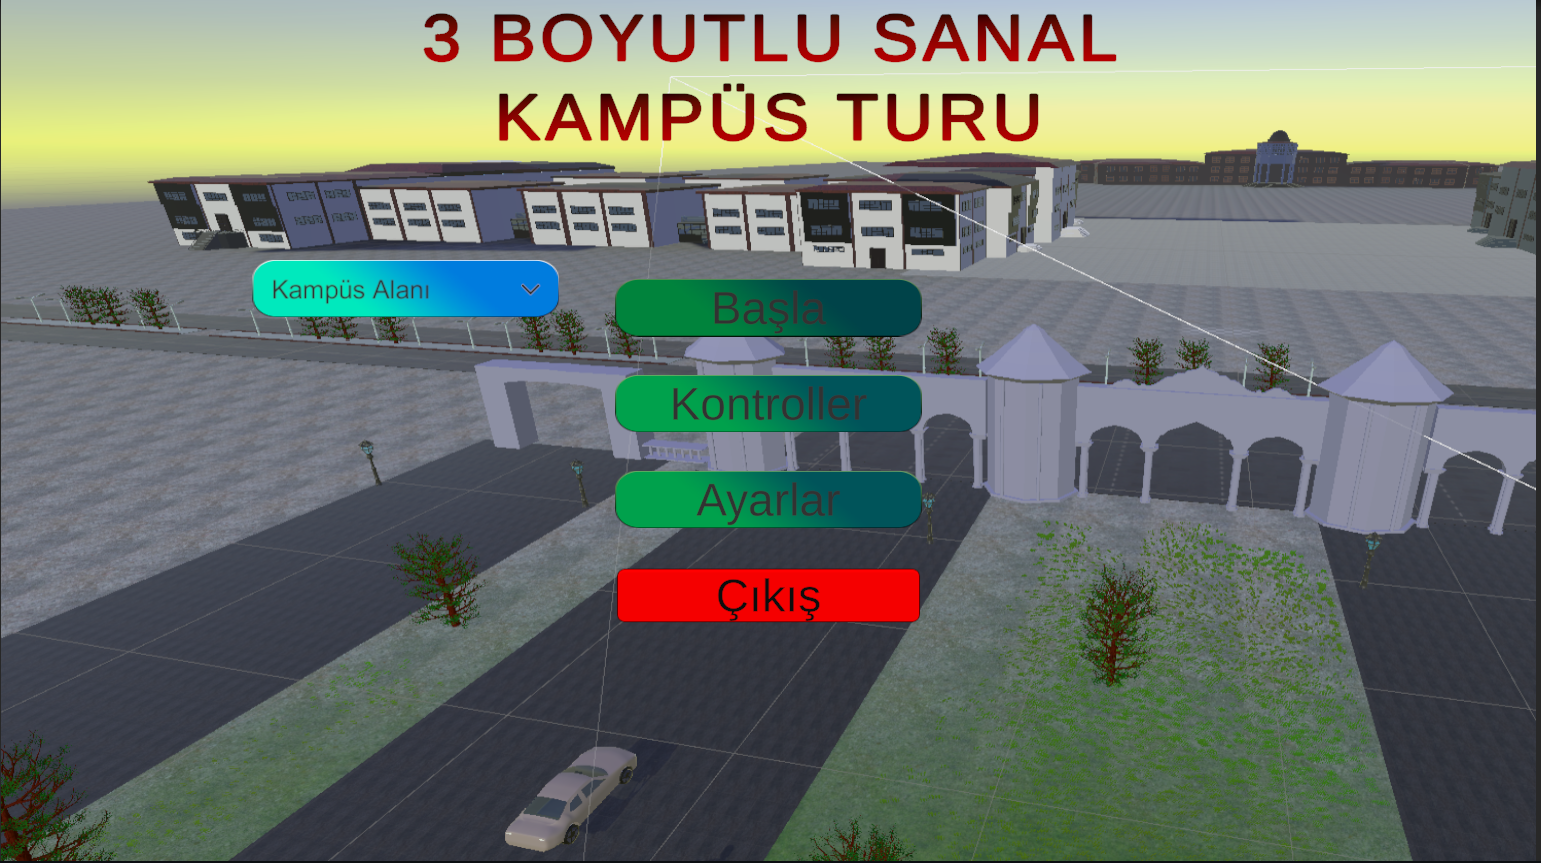 3 BOYUTLU SANAL
KAMPÜS TURU
Kampüs Alanı
Başla
Kontroller
Ayarlar
Çıkış